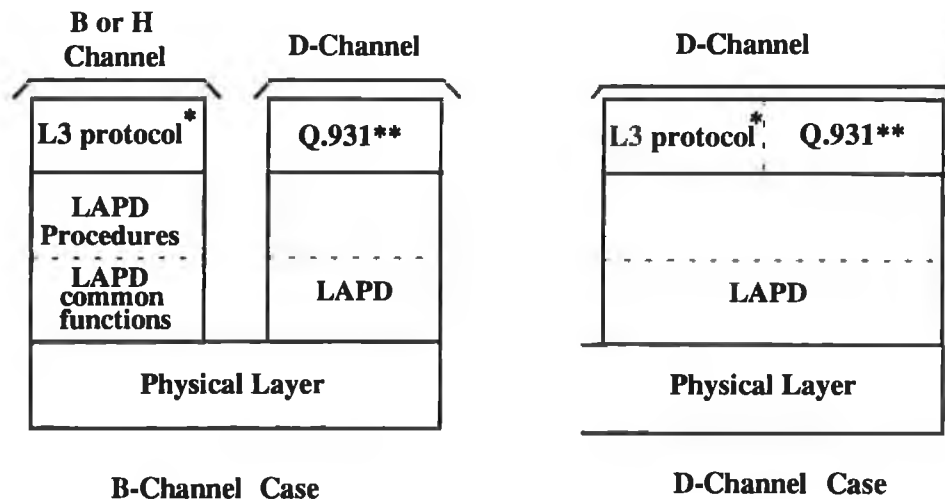 B or H
Channel
D-Channel
L3 protocol*
Q.931**
LAPD
Procedures
LAPD
common
functions
LAPD
Physical Layer
B-Channel Case
D-Channel
L3 protocol*
Q.931**
LAPD
Physical Layer
D-Channel Case